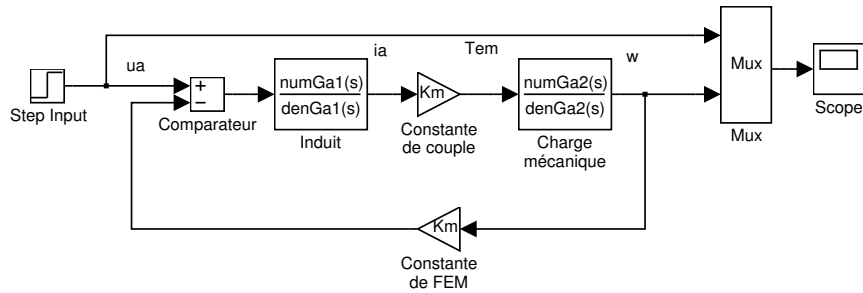 Step Input
ua
+
−
Comparateur
numGa1(s)
denGa1(s)
Induit
ia
Km
Constante
de couple
Tem
numGa2(s)
denGa2(s)
Charge
mécanique
w
Mux
Mux
Scope
Km
Constante
de FEM